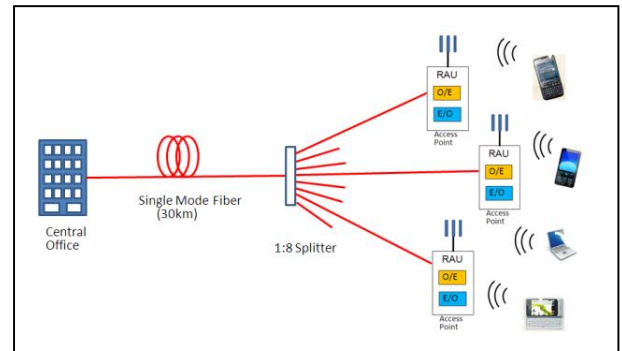 Central
Office
Single Mode Fiber
(30km)
1:8 Splitter
RAU
O/E
E/O
Access
Point
RAU
O/E
E/O
Access
Point
RAU
O/E
E/O
Access
Point